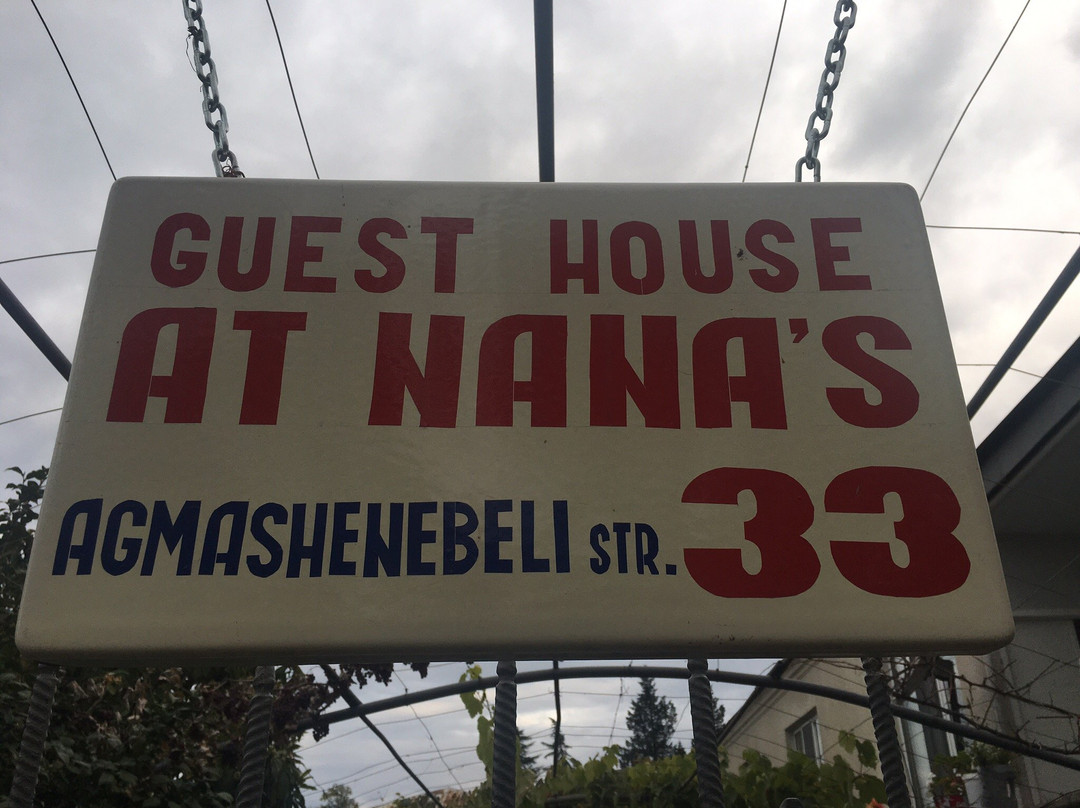 GUEST HOUSE
AT NANA'S
AGMASHENEBELI STR. 33